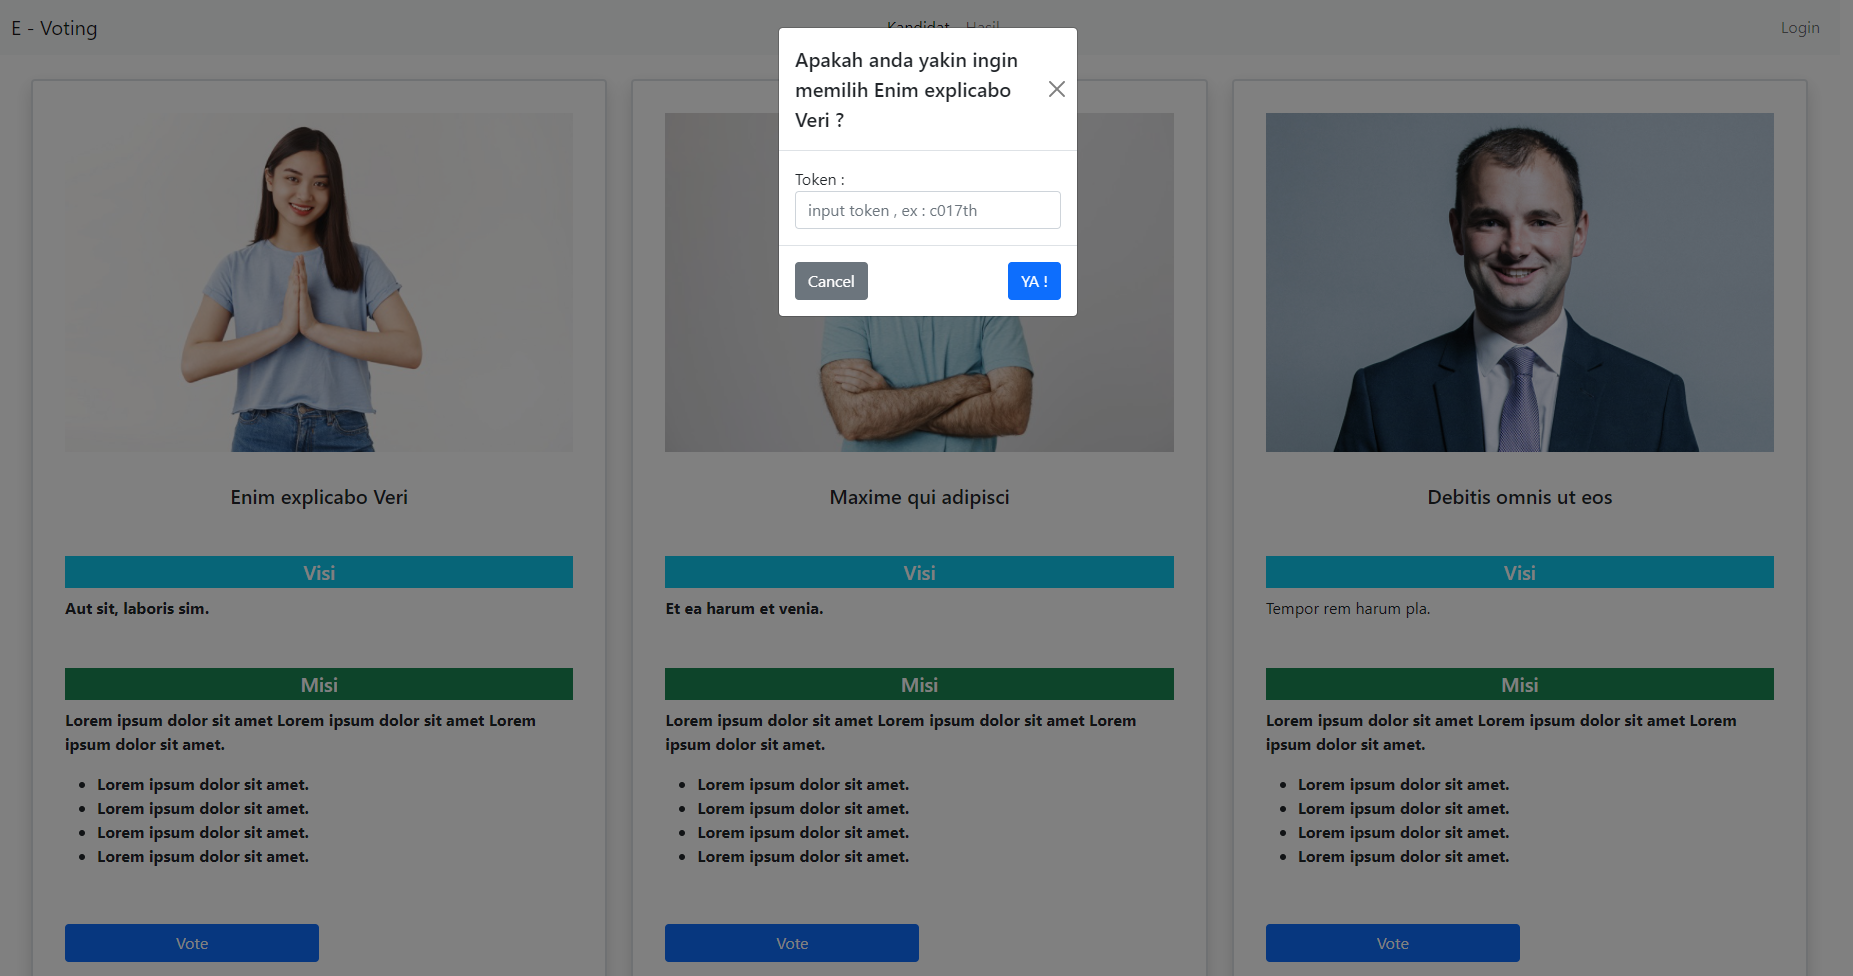 E - Voting
Kandidat
Hasil
Login
Apakah anda yakin ingin
memilih Enim explicabo
Veri ?
Token :
input token , ex : c017th
Cancel
YA !
Enim explicabo Veri
Visi
Aut sit, laboris sim.
Misi
Lorem ipsum dolor sit amet Lorem ipsum dolor sit amet Lorem
ipsum dolor sit amet.
• Lorem ipsum dolor sit amet.
• Lorem ipsum dolor sit amet.
• Lorem ipsum dolor sit amet.
• Lorem ipsum dolor sit amet.
Vote
Maxime qui adipisci
Visi
Et ea harum et venia.
Misi
Lorem ipsum dolor sit amet Lorem ipsum dolor sit amet Lorem
ipsum dolor sit amet.
• Lorem ipsum dolor sit amet.
• Lorem ipsum dolor sit amet.
• Lorem ipsum dolor sit amet.
• Lorem ipsum dolor sit amet.
Vote
Debitis omnis ut eos
Visi
Tempor rem harum pla.
Misi
Lorem ipsum dolor sit amet Lorem ipsum dolor sit amet Lorem
ipsum dolor sit amet.
• Lorem ipsum dolor sit amet.
• Lorem ipsum dolor sit amet.
• Lorem ipsum dolor sit amet.
• Lorem ipsum dolor sit amet.
Vote